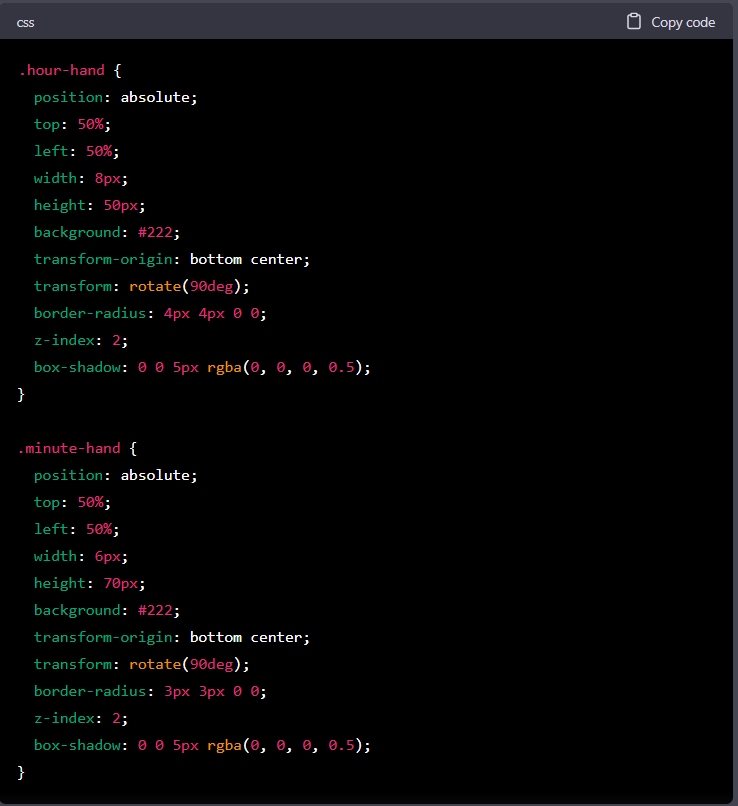 css
Copy code
.hour-hand {
  position: absolute;
  top: 50%;
  left: 50%;
  width: 8px;
  height: 50px;
  background: #222;
  transform-origin: bottom center;
  transform: rotate(90deg);
  border-radius: 4px 4px 0 0;
  z-index: 2;
  box-shadow: 0 0 5px rgba(0, 0, 0, 0.5);
}

.minute-hand {
  position: absolute;
  top: 50%;
  left: 50%;
  width: 6px;
  height: 70px;
  background: #222;
  transform-origin: bottom center;
  transform: rotate(90deg);
  border-radius: 3px 3px 0 0;
  z-index: 2;
  box-shadow: 0 0 5px rgba(0, 0, 0, 0.5);
}